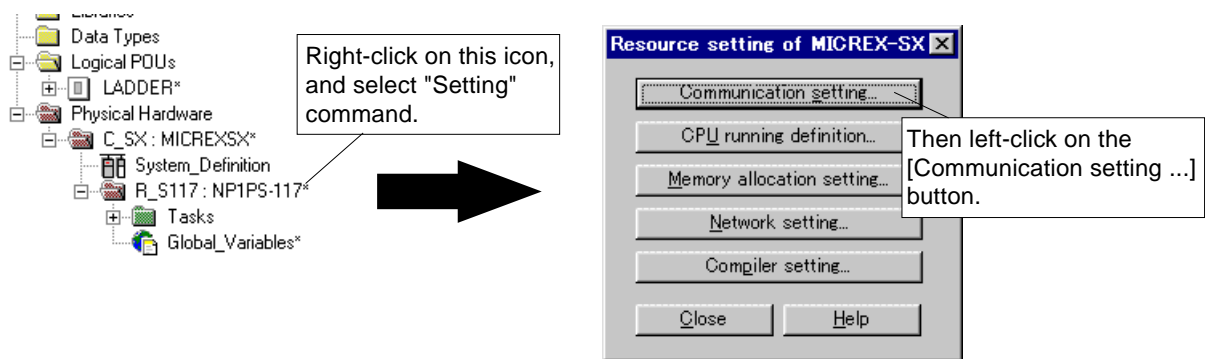 Libraries
Data Types
Logical POUs
LADDER*
Physical Hardware
C_SX : MICREXSX*
System_Definition
R_S117 : NP1PS-117*
Tasks
Global_Variables*
Right-click on this icon,
and select "Setting"
command.
Resource setting of MICREX-SX
Communication setting...
CPU running definition...
Memory allocation setting...
Network setting...
Compiler setting...
Close
Help
Then left-click on the
[Communication setting ...]
button.